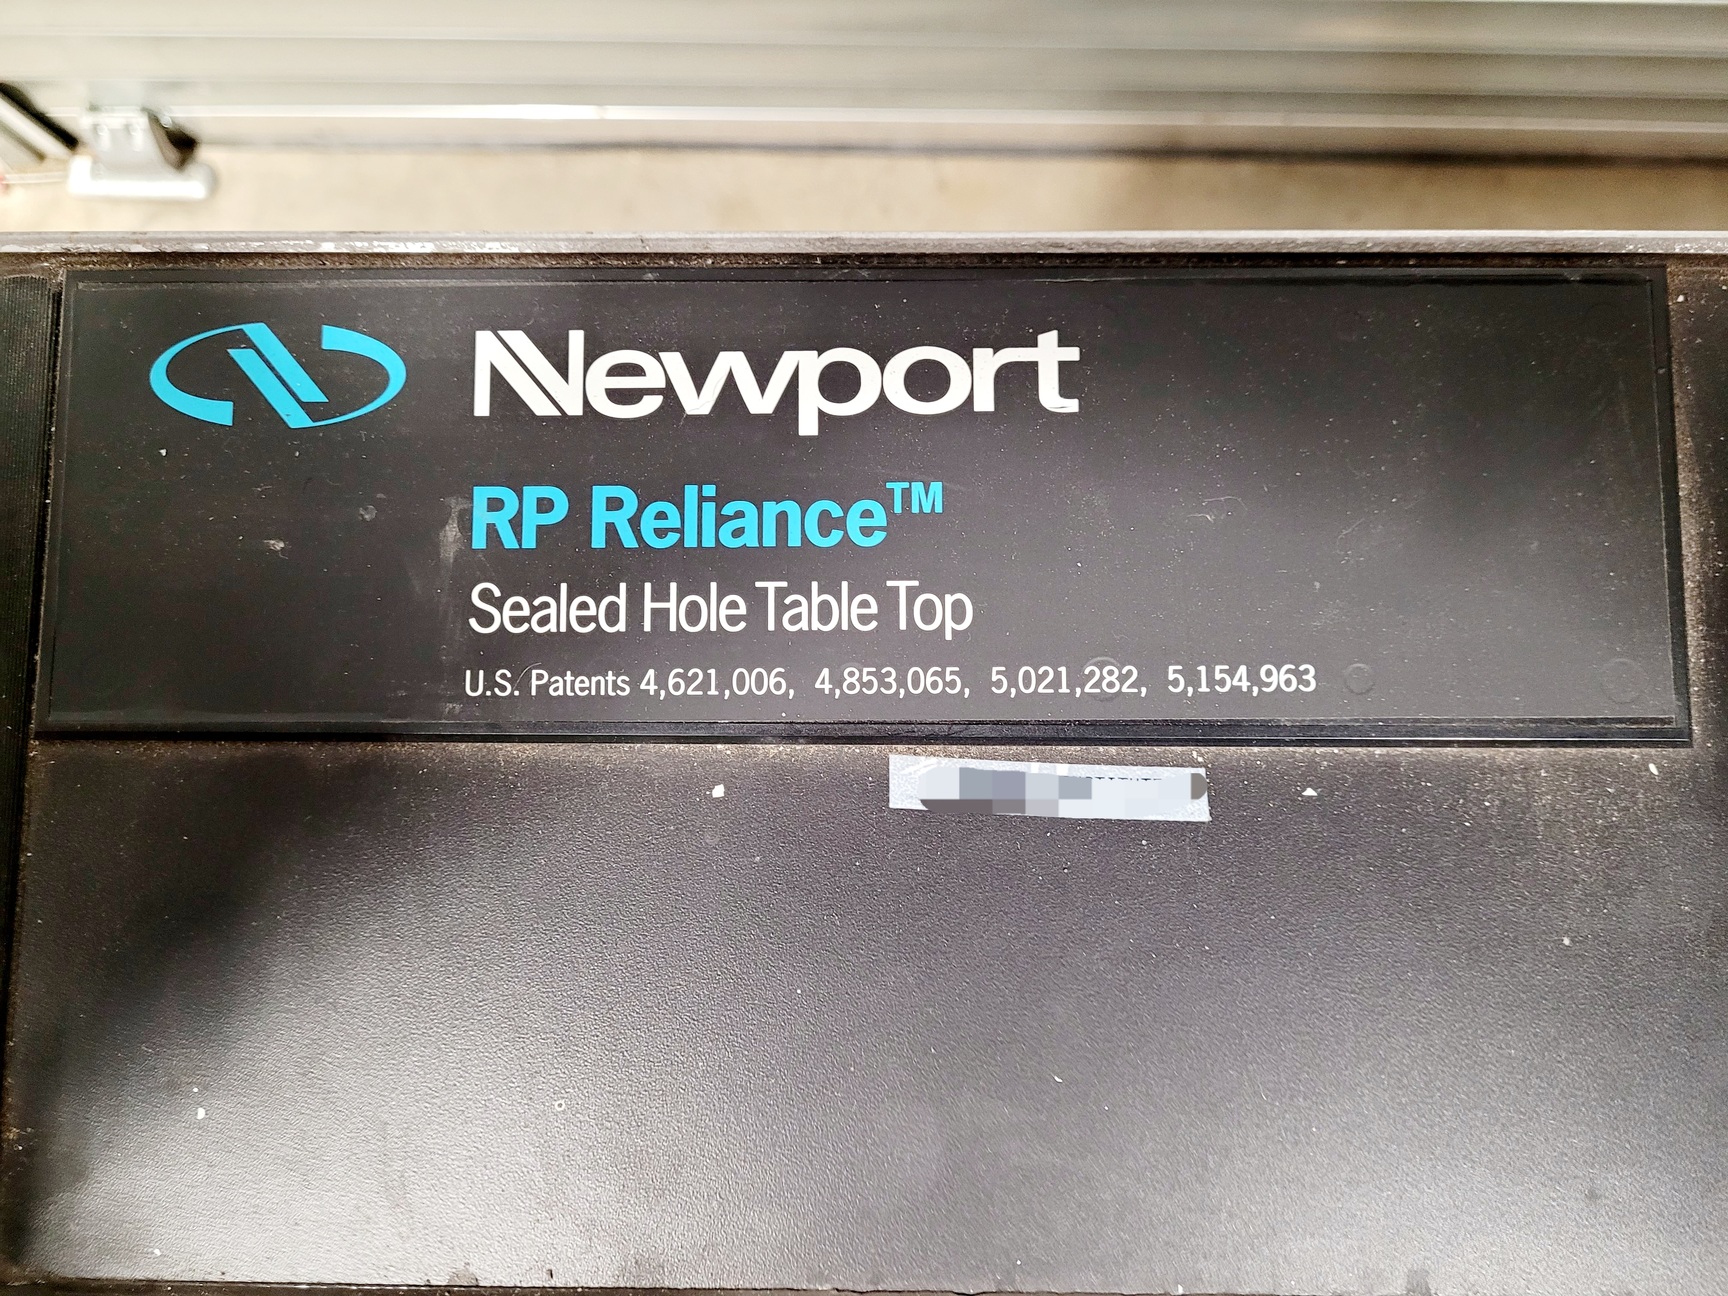 Newport
RP Reliance™
Sealed Hole Table Top
U.S. Patents 4,621,006, 4,853,065, 5,021,282, 5,154,963